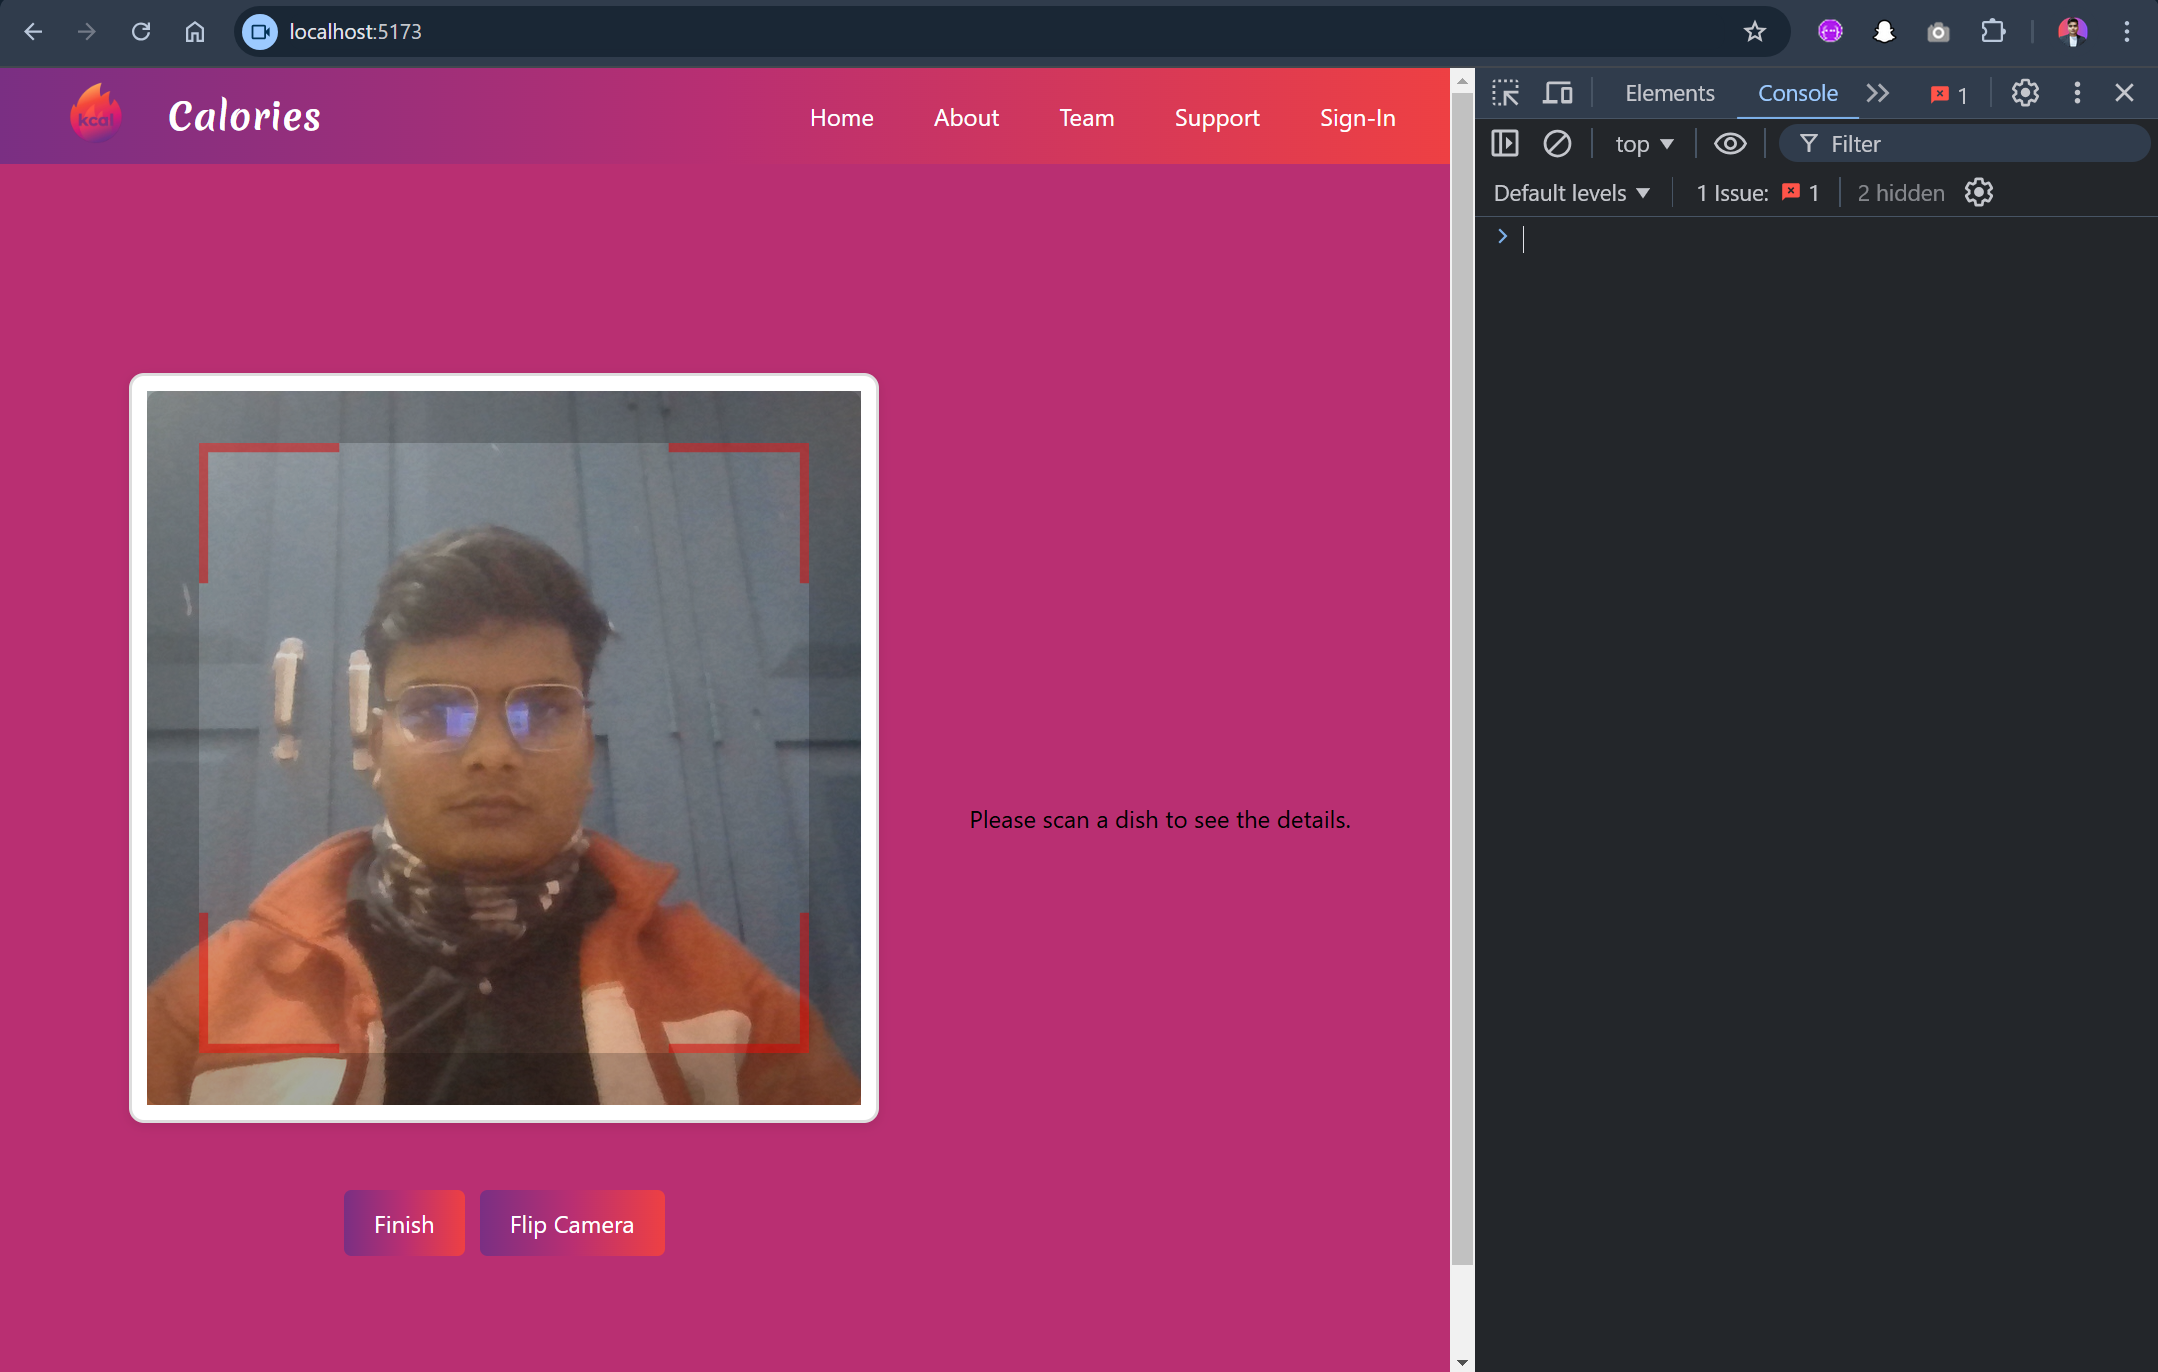 localhost:5173
kcal
Calories
Home About Team Support Sign-In
Please scan a dish to see the details.
Finish Flip Camera
Elements Console 1
top Filter
Default levels 1 Issue: 1 2 hidden